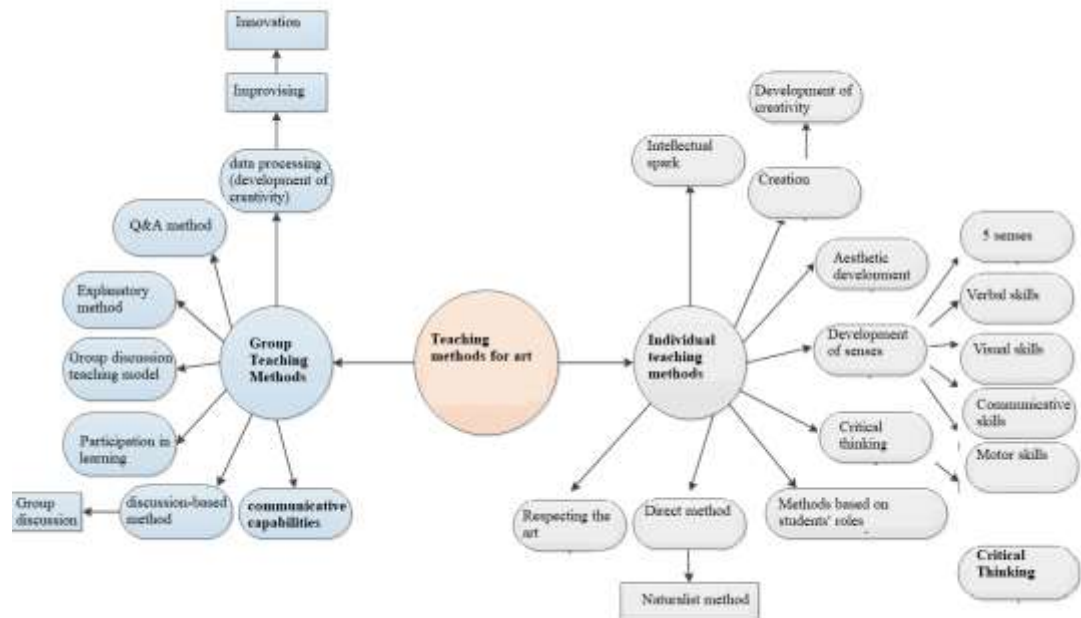 Innovation
Improvising
data processing
(development of
creativity)
Q&A method
Explanatory
method
Group discussion
teaching model
Participation in
learning
Group
discussion
discussion-based
method
communicative
capabilities
Group
Teaching
Methods
Teaching
methods for art
Individual
teaching
methods
Intellectual
spark
Development of
creativity
Creation
Aesthetic
development
Development
of senses
5 senses
Verbal skills
Visual skills
Communicative
skills
Motor skills
Critical
thinking
Methods based on
students' roles
Direct method
Respecting the
art
Naturalist method
Critical
Thinking